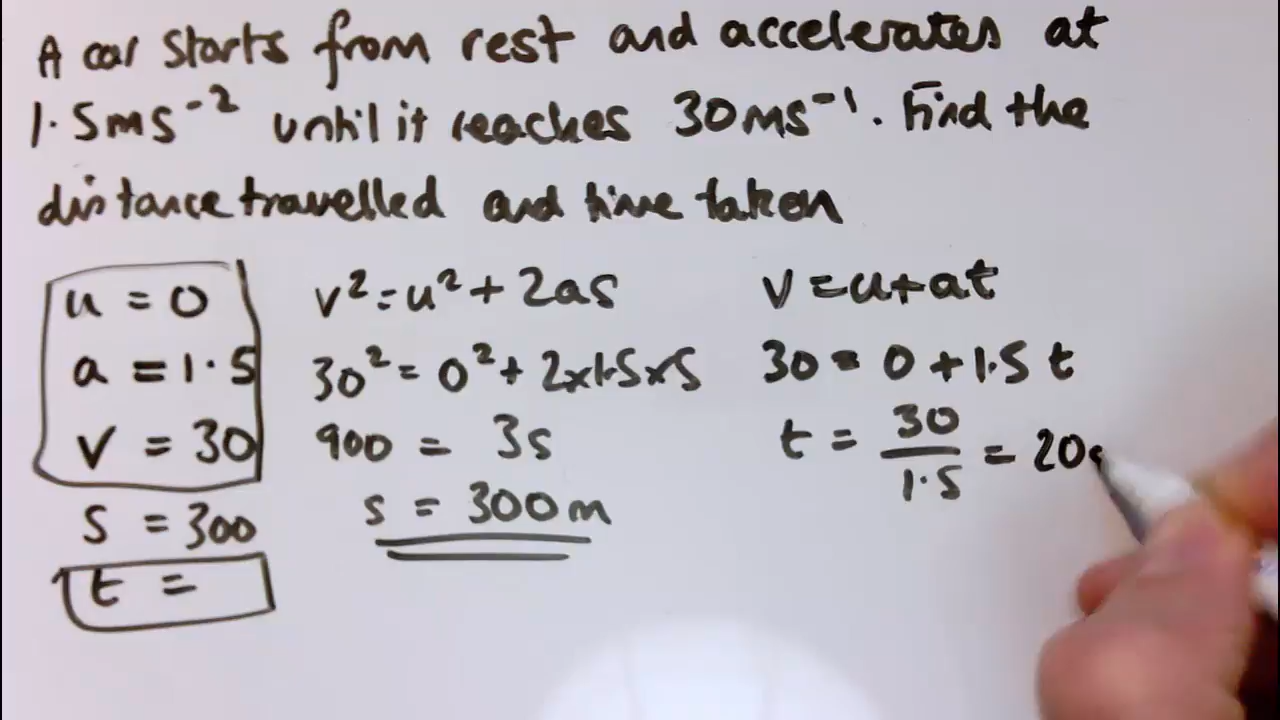 A car starts from rest and accelerates at
1.5ms⁻² until it reaches 30ms⁻¹. Find the
distance travelled and time taken
u = 0
a = 1.5
v = 30
s = 300
t =
v² = u² + 2as
30² = 0² + 2×1.5×s
900 = 3s
s = 300m
v = u+at
30 = 0 + 1.5t
t = 30/1.5 = 20s